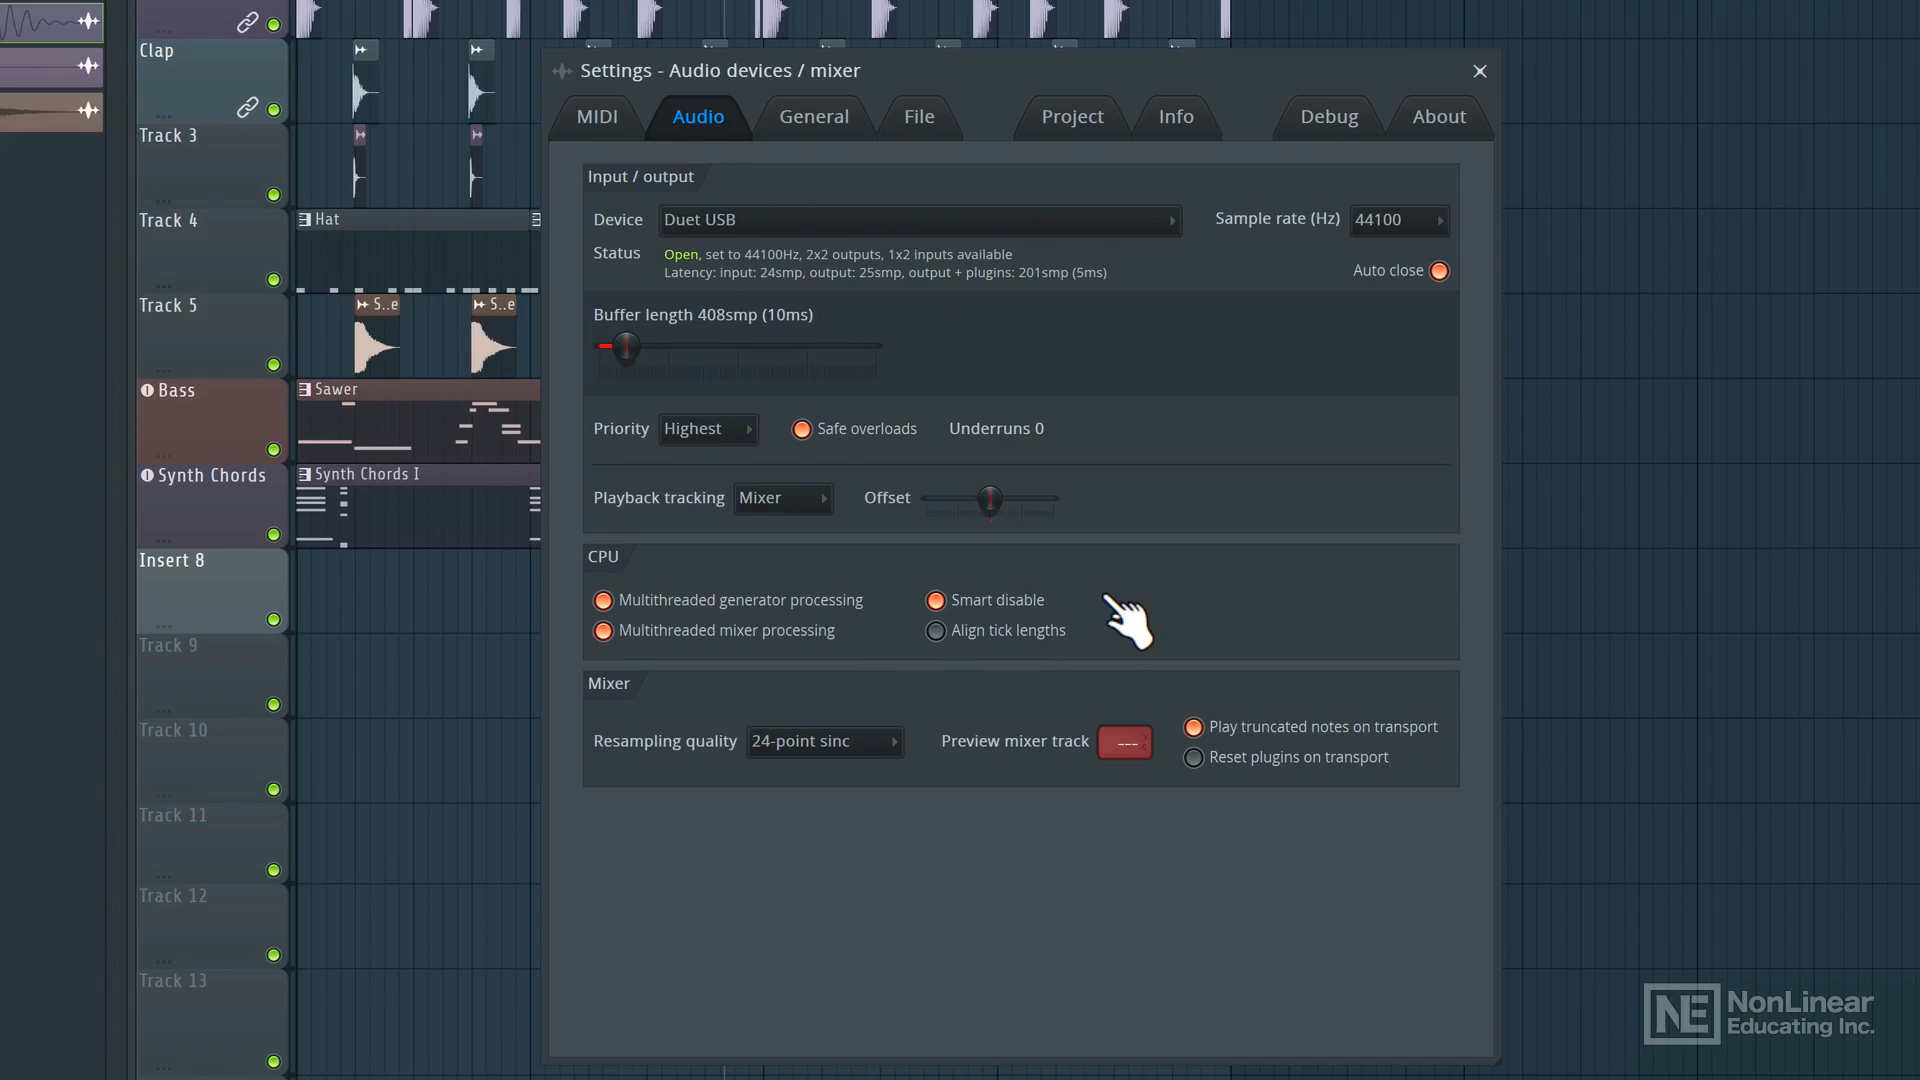 Clap
Track 3
Track 4
Track 5
Bass
Synth Chords
Insert 8
Track 9
Track 10
Track 11
Track 12
Track 13
Hat
S..e
S..e
Sawer
Synth Chords I
Settings - Audio devices / mixer
MIDI
Audio
General
File
Project
Info
Debug
About
Input / output
Device
Duet USB
Sample rate (Hz)
44100
Status
Open, set to 44100Hz, 2x2 outputs, 1x2 inputs available
Latency: input: 24smp, output: 25smp, output + plugins: 201smp (5ms)
Auto close
Buffer length 408smp (10ms)
Priority
Highest
Safe overloads
Underruns 0
Playback tracking
Mixer
Offset
CPU
Multithreaded generator processing
Smart disable
Multithreaded mixer processing
Align tick lengths
Mixer
Resampling quality
24-point sinc
Preview mixer track
---
Play truncated notes on transport
Reset plugins on transport
NE
NonLinear
Educating Inc.